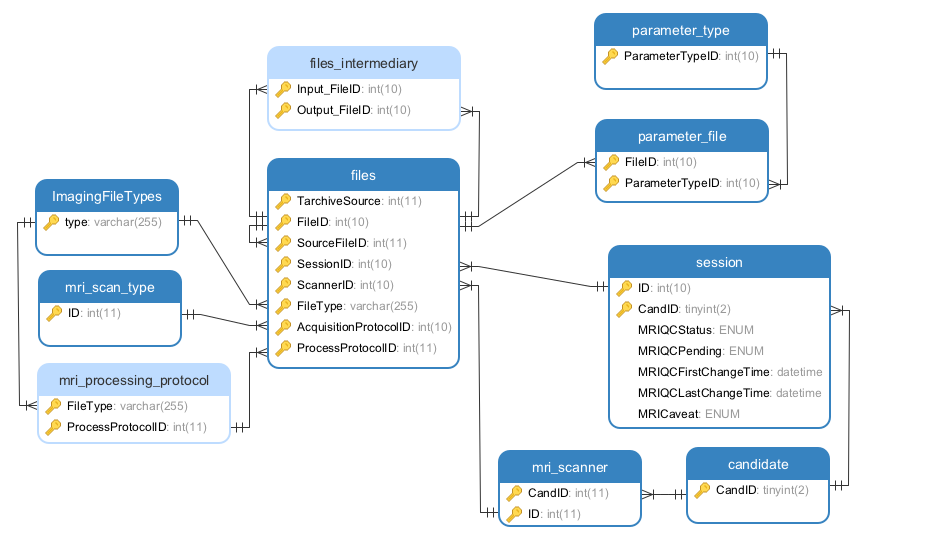 parameter_type
ParameterTypeID: int(10)
files_intermediary
Input_FileID: int(10)
Output_FileID: int(10)
parameter_file
FileID: int(10)
ParameterTypeID: int(10)
files
TarchiveSource: int(11)
FileID: int(10)
SourceFileID: int(11)
SessionID: int(10)
ScannerID: int(10)
FileType: varchar(255)
AcquisitionProtocolID: int(10)
ProcessProtocolID: int(11)
ImagingFileTypes
type: varchar(255)
mri_scan_type
ID: int(11)
mri_processing_protocol
FileType: varchar(255)
ProcessProtocolID: int(11)
session
ID: int(10)
CandID: tinyint(2)
MRIQCStatus: ENUM
MRIQCPending: ENUM
MRIQCFirstChangeTime: datetime
MRIQCLastChangeTime: datetime
MRICaveat: ENUM
mri_scanner
CandID: int(11)
ID: int(11)
candidate
CandID: tinyint(2)